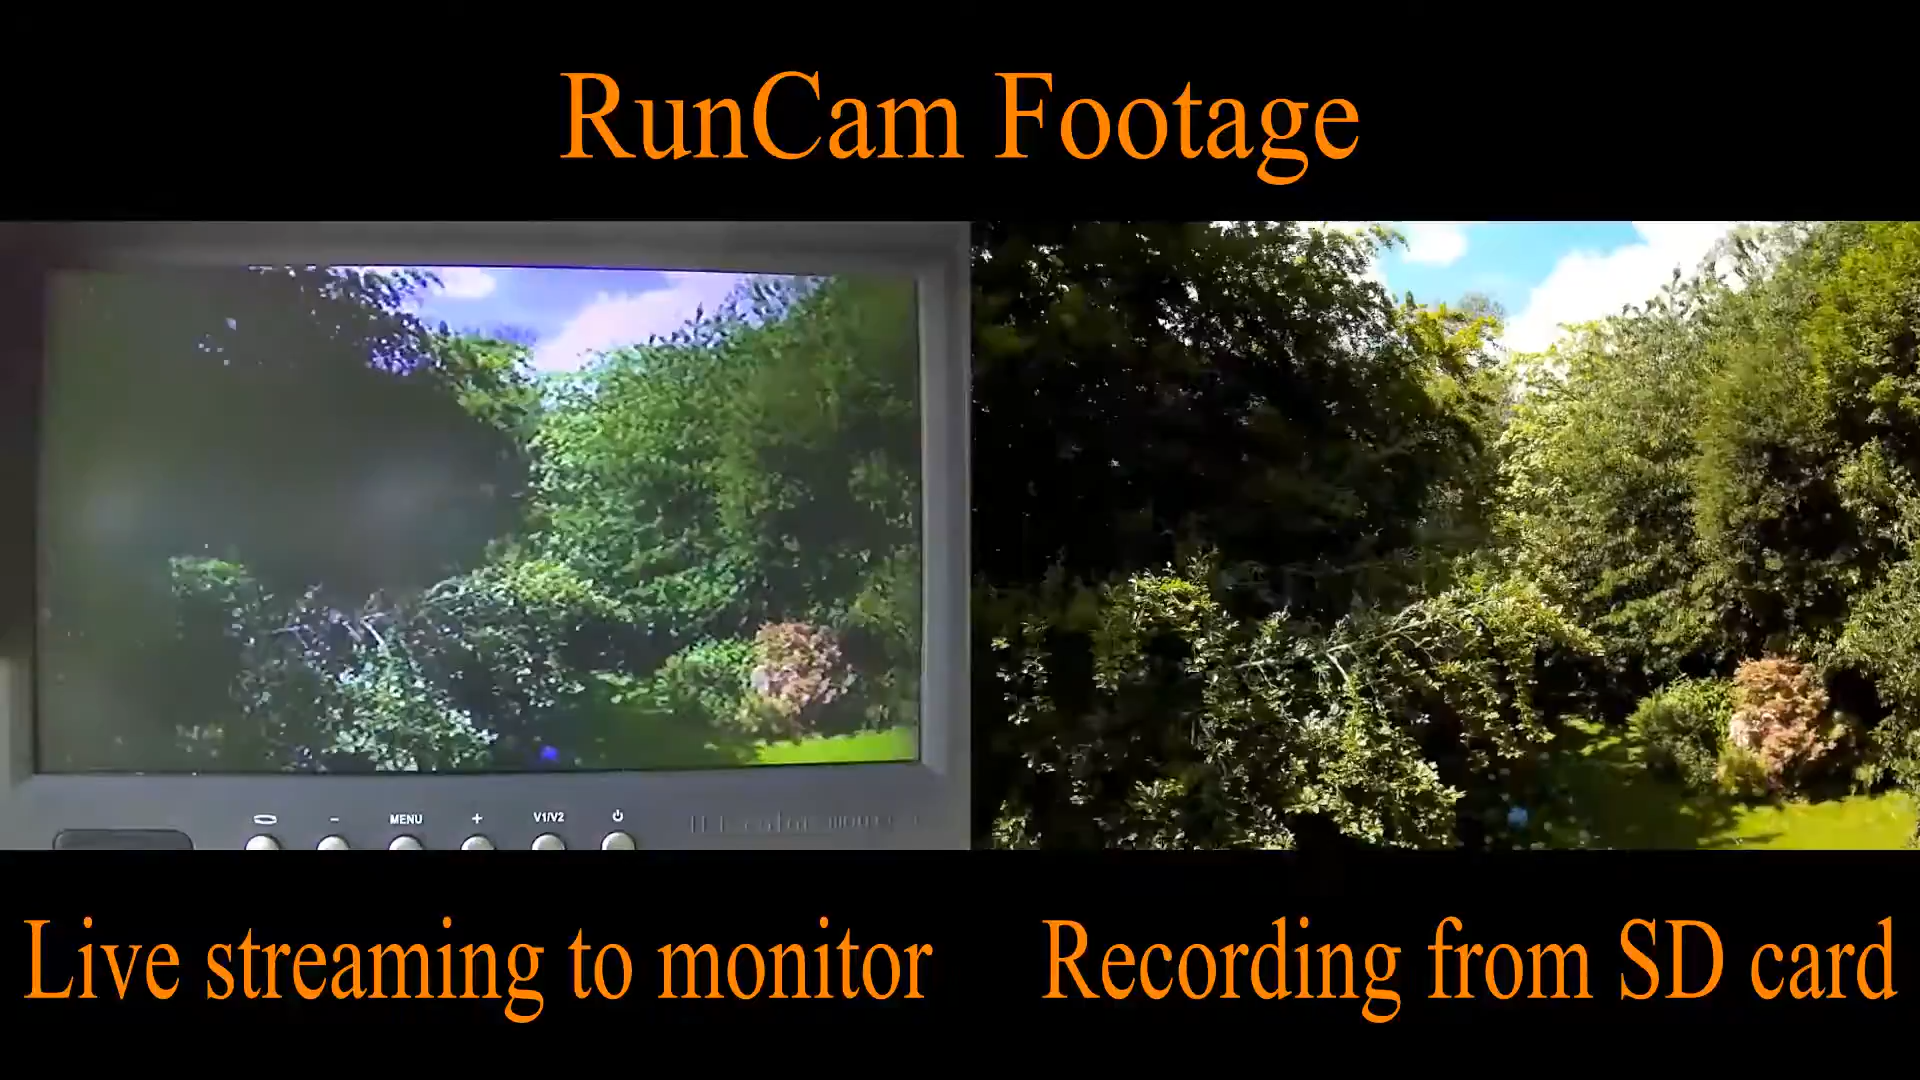 RunCam Footage
- MENU + V1/V2
Live streaming to monitor
Recording from SD card